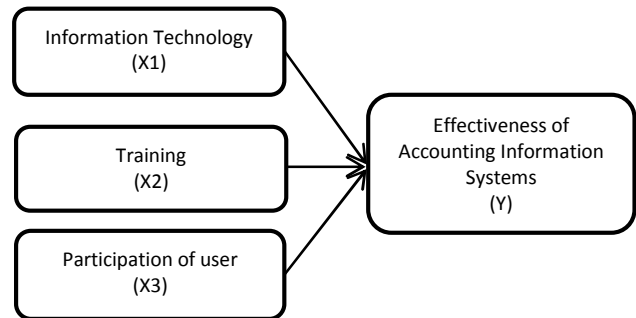 Information Technology
(X1)
Training
(X2)
Participation of user
(X3)
Effectiveness of
Accounting Information
Systems
(Y)